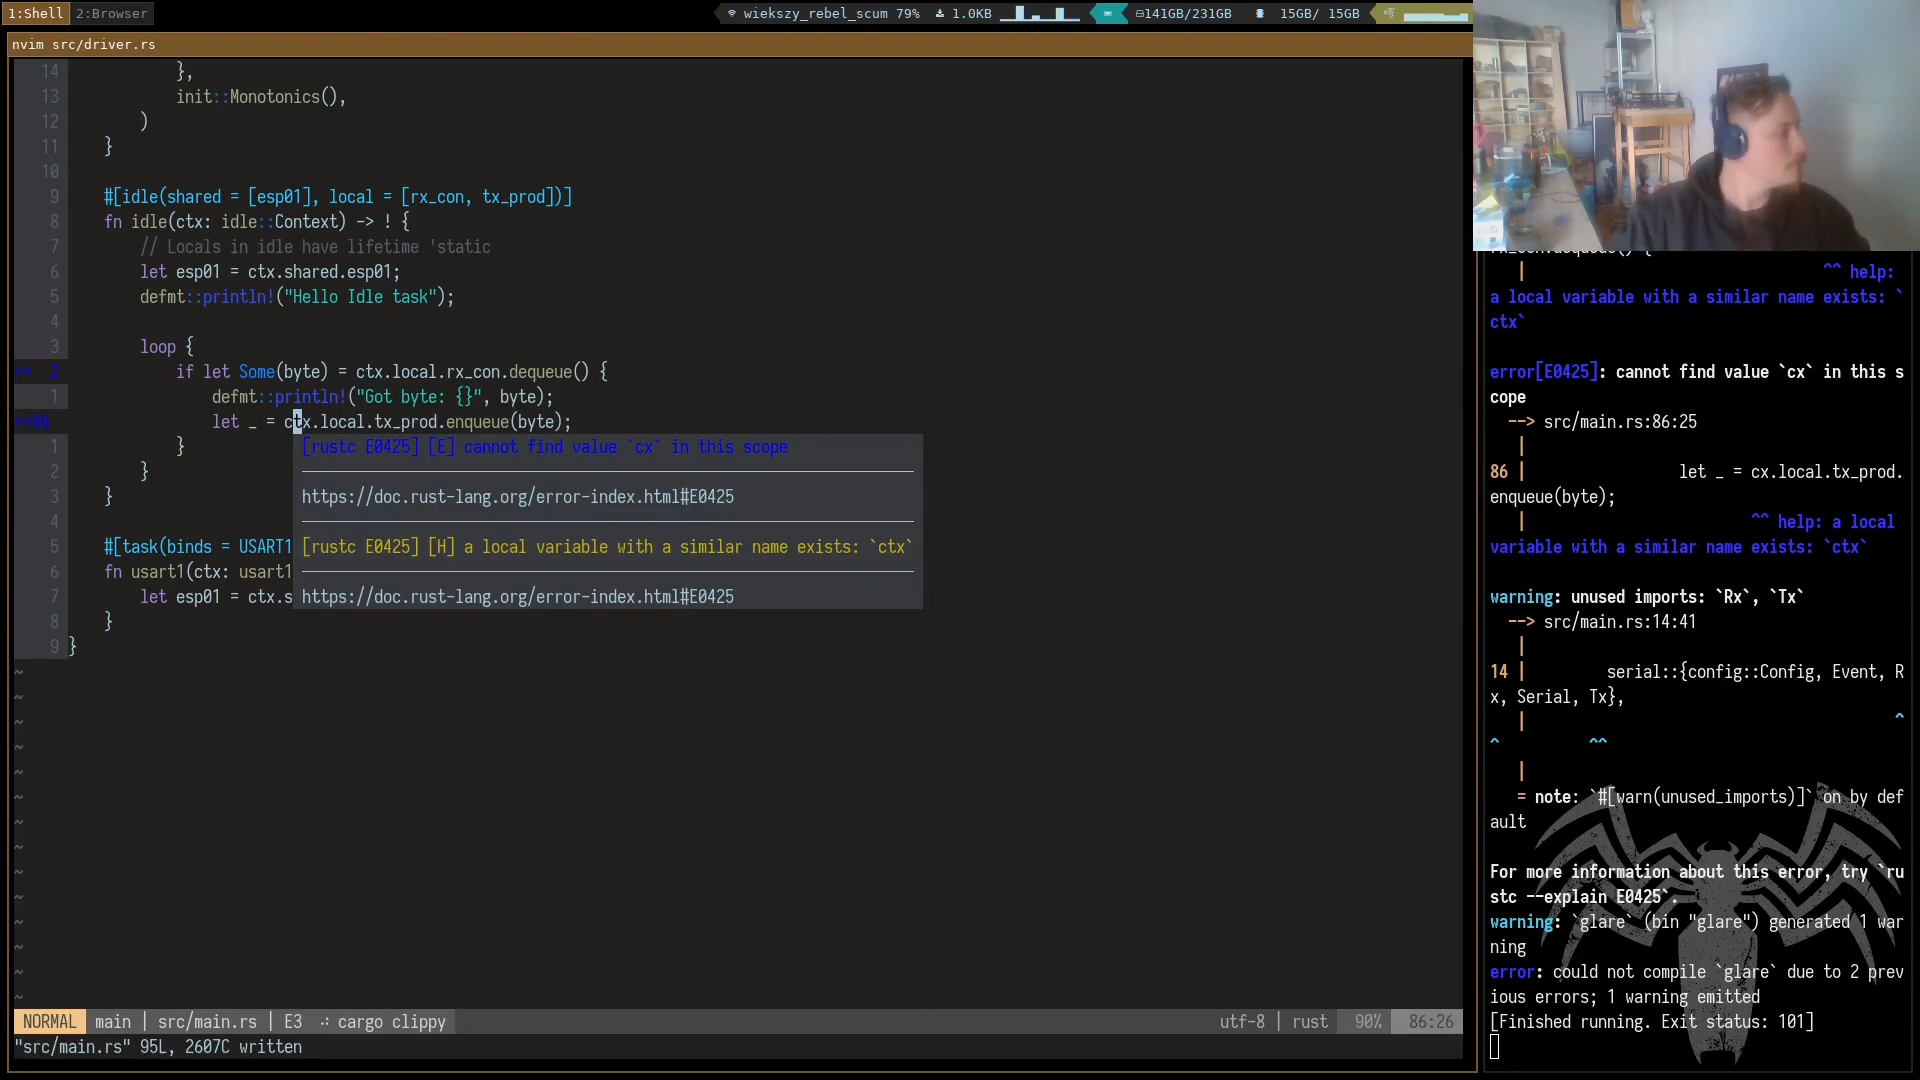 1:Shell 2:Browser
wiekszy_rebel_scum 79% 1.0KB 141GB/231GB 15GB/ 15GB
nvim src/driver.rs
14 },
13 init::Monotonics(),
12 )
11 }
10
9 #[idle(shared = [esp01], local = [rx_con, tx_prod])]
8 fn idle(ctx: idle::Context) -> ! {
7 // Locals in idle have lifetime 'static
6 let esp01 = ctx.shared.esp01;
5 defmt::println!("Hello Idle task");
4
3 loop {
>> 2 if let Some(byte) = ctx.local.rx_con.dequeue() {
1 defmt::println!("Got byte: {}", byte);
>>86 let _ = ctx.local.tx_prod.enqueue(byte);
1 }
[rustc E0425] [E] cannot find value `cx` in this scope
2 }
3 }
https://doc.rust-lang.org/error-index.html#E0425
4
5 #[task(binds = USART1
[rustc E0425] [H] a local variable with a similar name exists: `ctx`
6 fn usart1(ctx: usart1
7 let esp01 = ctx.s
https://doc.rust-lang.org/error-index.html#E0425
8 }
9 }
~
~
~
~
~
~
~
~
~
~
~
~
~
~
NORMAL main | src/main.rs | E3 cargo clippy utf-8 | rust 90% 86:26
"src/main.rs" 95L, 2607C written
| ^^ help:
a local variable with a similar name exists: `
ctx`
error[E0425]: cannot find value `cx` in this s
cope
--> src/main.rs:86:25
|
86 | let _ = cx.local.tx_prod.
enqueue(byte);
| ^^ help: a local
variable with a similar name exists: `ctx`
warning: unused imports: `Rx`, `Tx`
--> src/main.rs:14:41
|
14 | serial::{config::Config, Event, R
x, Serial, Tx},
| ^
^ ^^
|
= note: `#[warn(unused_imports)]` on by def
ault
For more information about this error, try `ru
stc --explain E0425`.
warning: `glare` (bin "glare") generated 1 war
ning
error: could not compile `glare` due to 2 prev
ious errors; 1 warning emitted
[Finished running. Exit status: 101]